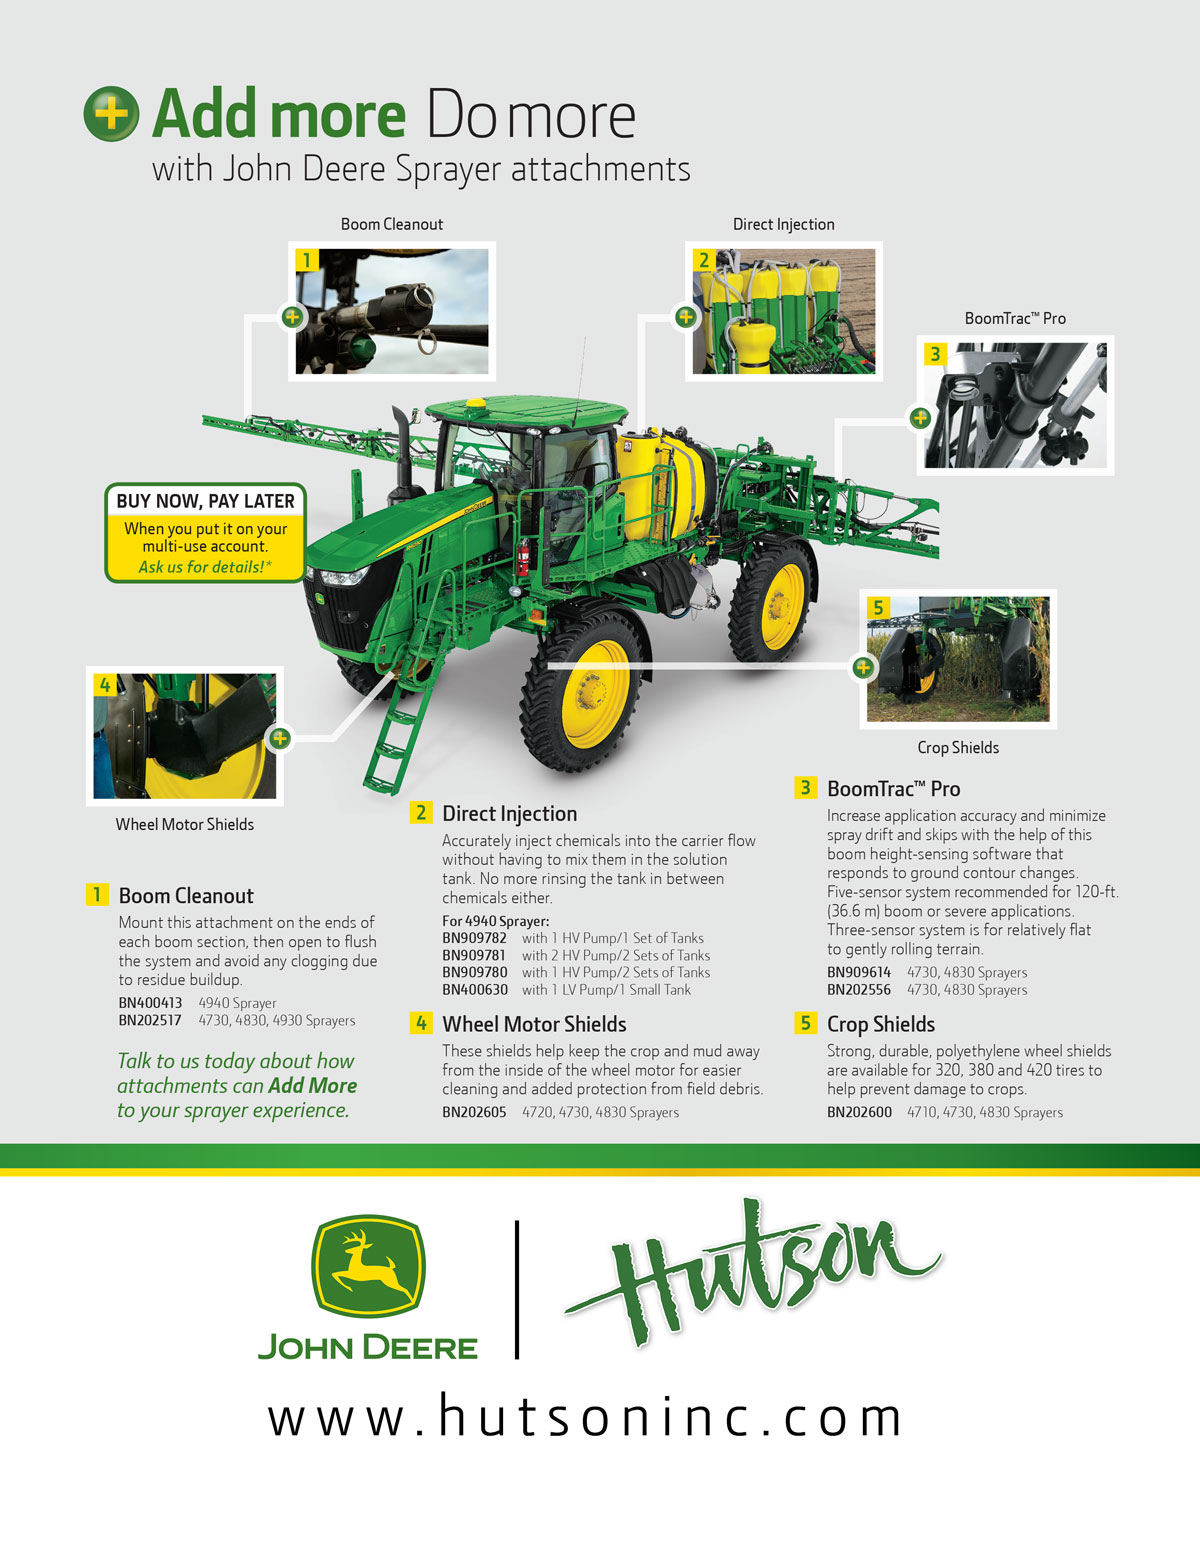 Add more Do more
with John Deere Sprayer attachments
Boom Cleanout
1
Direct Injection
2
BoomTrac™ Pro
3
BUY NOW, PAY LATER
When you put it on your
multi-use account.
Ask us for details!*
JOHN DEERE
5
Crop Shields
4
Wheel Motor Shields
1 Boom Cleanout
Mount this attachment on the ends of
each boom section, then open to flush
the system and avoid any clogging due
to residue buildup.
BN400413 4940 Sprayer
BN202517 4730, 4830, 4930 Sprayers
Talk to us today about how
attachments can Add More
to your sprayer experience.
2 Direct Injection
Accurately inject chemicals into the carrier flow
without having to mix them in the solution
tank. No more rinsing the tank in between
chemicals either.
For 4940 Sprayer:
BN909782 with 1 HV Pump/1 Set of Tanks
BN909781 with 2 HV Pumps/2 Sets of Tanks
BN909780 with 1 HV Pump/2 Sets of Tanks
BN400630 with 1 LV Pump/1 Small Tank
4 Wheel Motor Shields
These shields help keep the crop and mud away
from the inside of the wheel motor for easier
cleaning and added protection from field debris.
BN202605 4720, 4730, 4830 Sprayers
3 BoomTrac™ Pro
Increase application accuracy and minimize
spray drift and skips with the help of this
boom height-sensing software that
responds to ground contour changes.
Five-sensor system recommended for 120-ft.
(36.6 m) boom or severe applications.
Three-sensor system is for relatively flat
to gently rolling terrain.
BN909614 4730, 4830 Sprayers
BN202556 4730, 4830 Sprayers
5 Crop Shields
Strong, durable, polyethylene wheel shields
are available for 320, 380 and 420 tires to
help prevent damage to crops.
BN202600 4710, 4730, 4830 Sprayers
JOHN DEERE
Hutson
www.hutsoninc.com